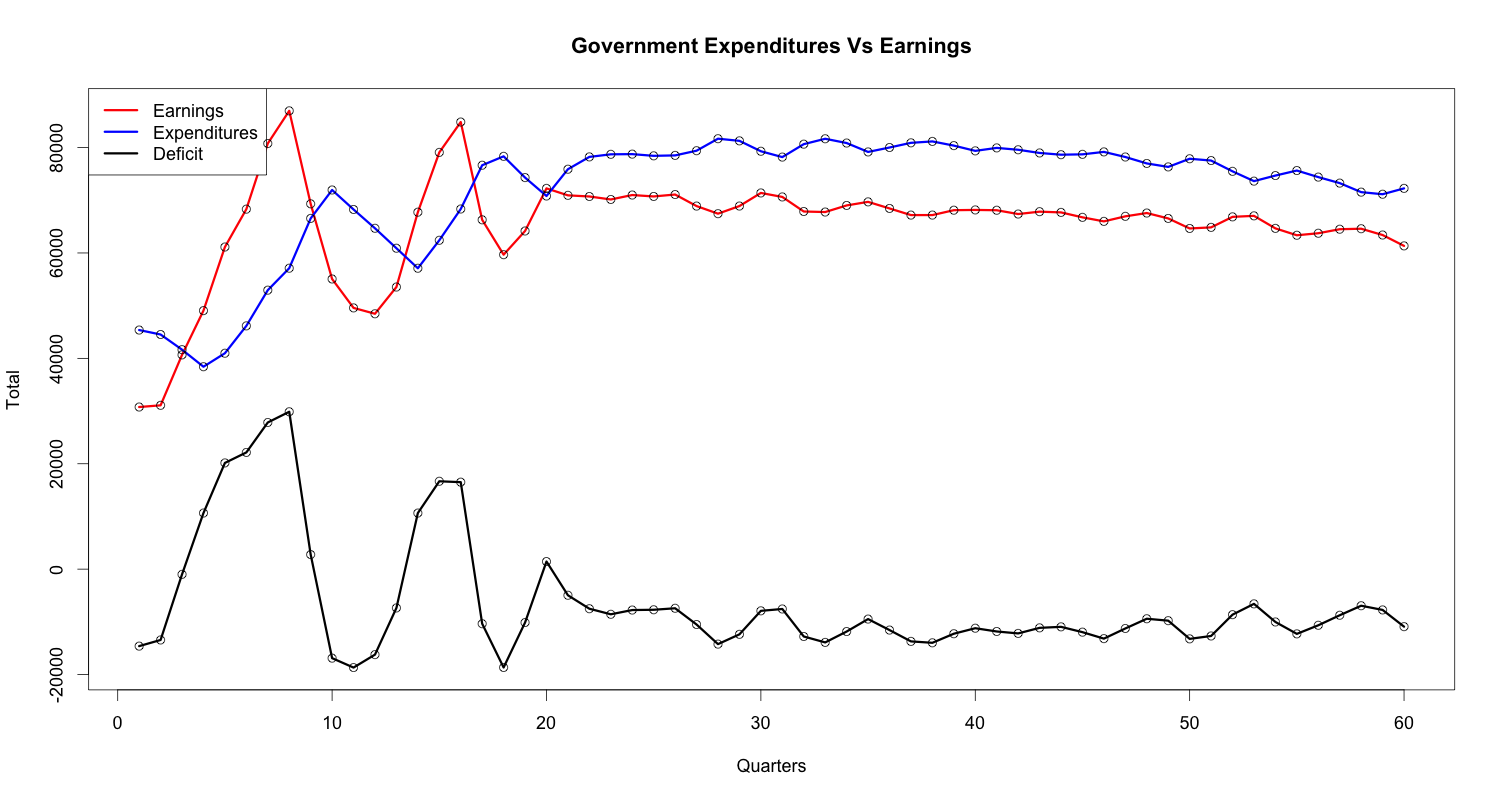 Government Expenditures Vs Earnings
Earnings
Expenditures
Deficit
80000
60000
40000
20000
0
-20000
Total
0 10 20 30 40 50 60
Quarters